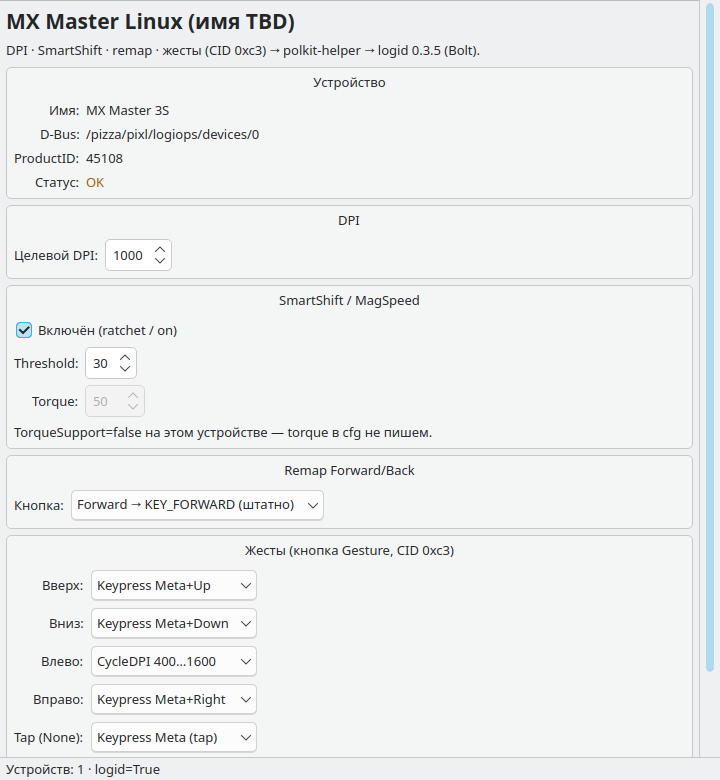 MX Master Linux (имя TBD)
DPI · SmartShift · remap · жесты (CID 0xc3) → polkit-helper → logid 0.3.5 (Bolt).
Устройство
Имя: MX Master 3S
D-Bus: /pizza/pixl/logiops/devices/0
ProductID: 45108
Статус: OK
DPI
Целевой DPI: 1000
SmartShift / MagSpeed
Включён (ratchet / on)
Threshold: 30
Torque: 50
TorqueSupport=false на этом устройстве — torque в cfg не пишем.
Remap Forward/Back
Кнопка: Forward → KEY_FORWARD (штатно)
Жесты (кнопка Gesture, CID 0xc3)
Вверх: Keypress Meta+Up
Вниз: Keypress Meta+Down
Влево: CycleDPI 400…1600
Вправо: Keypress Meta+Right
Tap (None): Keypress Meta (tap)
Устройств: 1 · logid=True